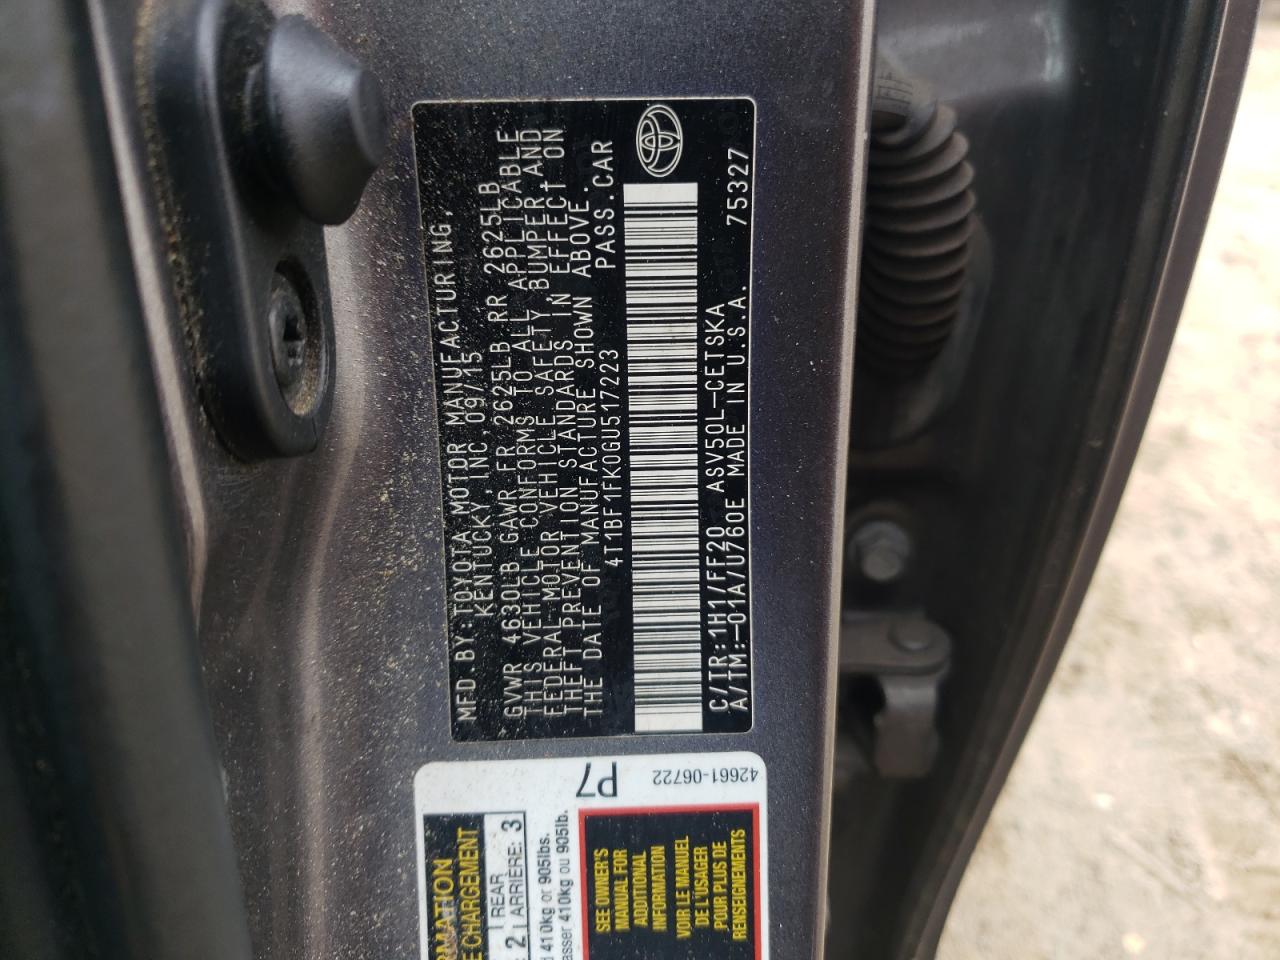 MFD. BY: TOYOTA MOTOR MANUFACTURING,
KENTUCKY, INC 09/15
GVWR 4630LB GAWR FR 2625LB RR 2625LB
THIS VEHICLE CONFORMS TO ALL APPLICABLE
FEDERAL MOTOR VEHICLE SAFETY, BUMPER AND
THEFT PREVENTION STANDARDS IN EFFECT ON
THE DATE OF MANUFACTURE SHOWN ABOVE.
4T1BF1FK0GU517223 PASS.CAR
C/TR:1H1/FF20 ASV50L-CETSKA
A/TM:-01A/U760E MADE IN U.S.A. 75327
P7
42661-06722
2 REAR
ARRIÈRE: 3
410kg or 905lbs.
410kg ou 905lb.
SEE OWNER'S
MANUAL FOR
ADDITIONAL
INFORMATION
VOIR LE MANUEL
DE L'USAGER
POUR PLUS DE
RENSEIGNEMENTS